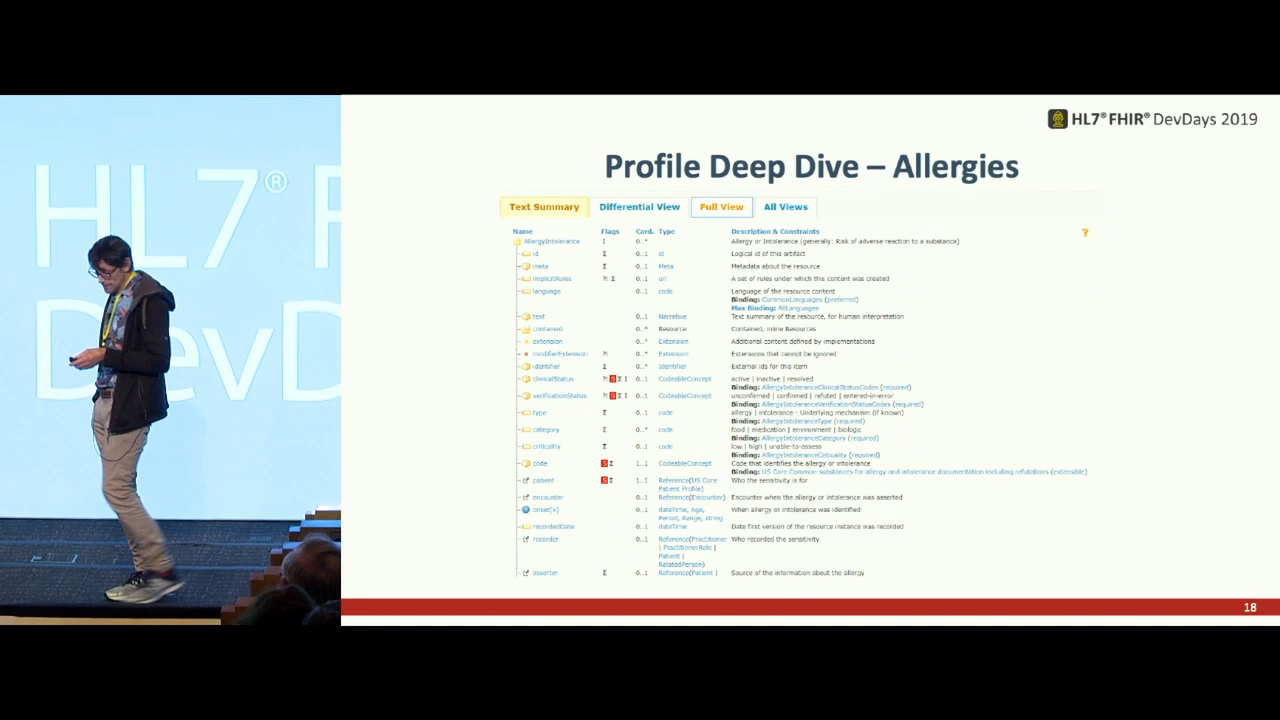 HL7® F
DevD
HL7® FHIR® DevDays 2019
Profile Deep Dive – Allergies
Text Summary Differential View Full View All Views
Name Flags Card. Type Description & Constraints ?
AllergyIntolerance I 0..* Allergy or Intolerance (generally: Risk of adverse reaction to a substance)
id Σ 0..1 id Logical id of this artifact
meta Σ 0..1 Meta Metadata about the resource
implicitRules ?! Σ 0..1 uri A set of rules under which this content was created
language 0..1 code Language of the resource content
Binding: CommonLanguages (preferred)
Max Binding: AllLanguages
text 0..1 Narrative Text summary of the resource, for human interpretation
contained 0..* Resource Contained, inline Resources
extension 0..* Extension Additional content defined by implementations
modifierExtension ?! 0..* Extension Extensions that cannot be ignored
identifier Σ 0..* Identifier External ids for this item
clinicalStatus ?! S Σ I 0..1 CodeableConcept active | inactive | resolved
Binding: AllergyIntoleranceClinicalStatusCodes (required)
verificationStatus ?! S Σ I 0..1 CodeableConcept unconfirmed | confirmed | refuted | entered-in-error
Binding: AllergyIntoleranceVerificationStatusCodes (required)
type Σ 0..1 code allergy | intolerance - Underlying mechanism (if known)
Binding: AllergyIntoleranceType (required)
category Σ 0..* code food | medication | environment | biologic
Binding: AllergyIntoleranceCategory (required)
criticality Σ 0..1 code low | high | unable-to-assess
Binding: AllergyIntoleranceCriticality (required)
code S Σ 1..1 CodeableConcept Code that identifies the allergy or intolerance
Binding: US Core Common substances for allergy and intolerance documentation including refutations (extensible)
patient S Σ 1..1 Reference(US Core Who the sensitivity is for
Patient Profile)
encounter 0..1 Reference(Encounter) Encounter when the allergy or intolerance was asserted
onset[x] 0..1 dateTime, Age, When allergy or intolerance was identified
Period, Range, string
recordedDate 0..1 dateTime Date first version of the resource instance was recorded
recorder 0..1 Reference(Practitioner Who recorded the sensitivity
| PractitionerRole |
Patient |
RelatedPerson)
asserter Σ 0..1 Reference(Patient | Source of the information about the allergy
18